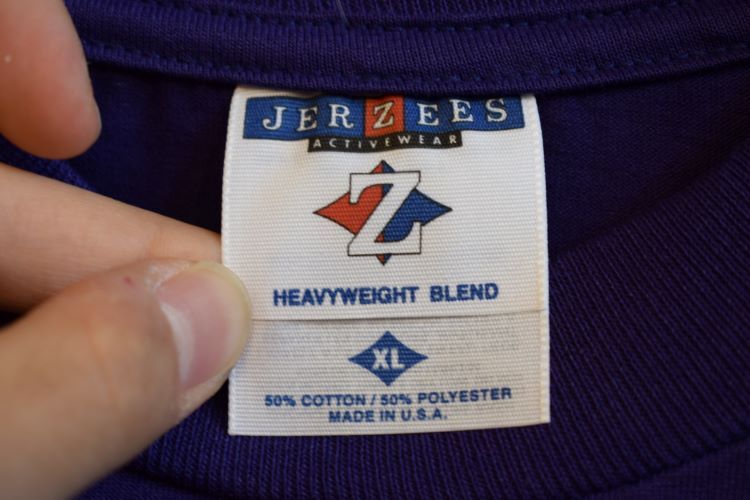 JERZEES
ACTIVEWEAR
Z
HEAVYWEIGHT BLEND
XL
50% COTTON / 50% POLYESTER
MADE IN U.S.A.